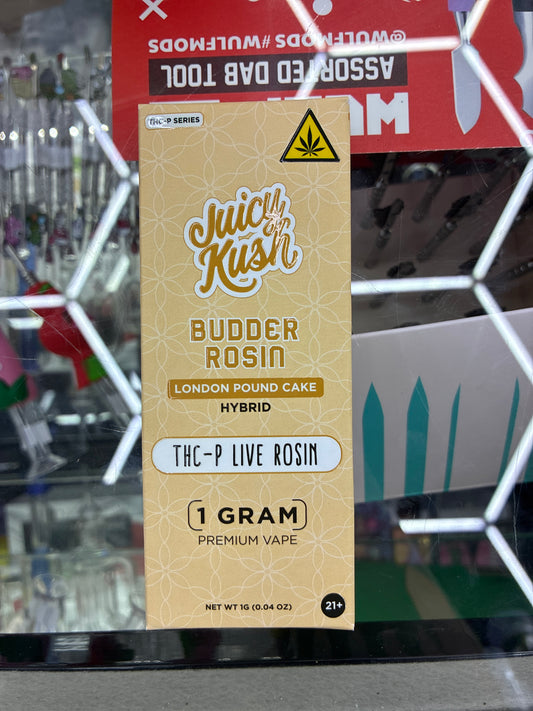 @WULFMODS #WULFMODS
ASSORTED DAB TOOL
THC-P SERIES
Juicy
Kush
BUDDER
ROSIN
LONDON POUND CAKE
HYBRID
THC-P LIVE ROSIN
1 GRAM
PREMIUM VAPE
NET WT 1G (0.04 OZ)
21+